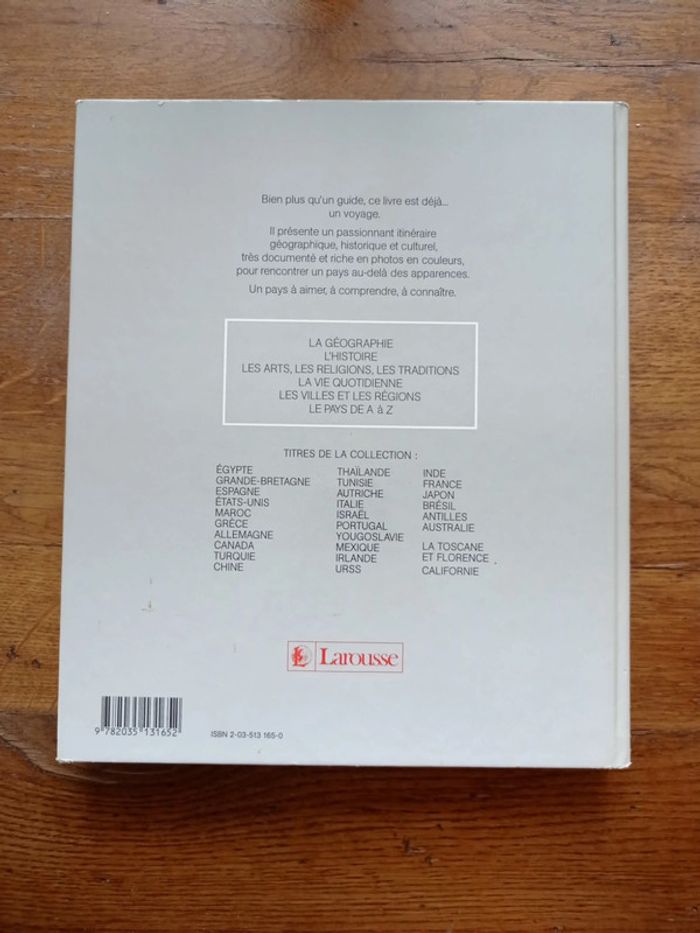 Bien plus qu'un guide, ce livre est déjà...
un voyage.
Il présente un passionnant itinéraire
géographique, historique et culturel,
très documenté et riche en photos en couleurs,
pour rencontrer un pays au-delà des apparences.
Un pays à aimer, à comprendre, à connaître.
LA GÉOGRAPHIE
L'HISTOIRE
LES ARTS, LES RELIGIONS, LES TRADITIONS
LA VIE QUOTIDIENNE
LES VILLES ET LES RÉGIONS
LE PAYS DE A à Z
TITRES DE LA COLLECTION :
ÉGYPTE
GRANDE-BRETAGNE
ESPAGNE
ÉTATS-UNIS
MAROC
GRÈCE
ALLEMAGNE
CANADA
TURQUIE
CHINE
THAÏLANDE
TUNISIE
AUTRICHE
ITALIE
ISRAËL
PORTUGAL
YOUGOSLAVIE
MEXIQUE
IRLANDE
URSS
INDE
FRANCE
JAPON
BRÉSIL
ANTILLES
AUSTRALIE
LA TOSCANE
ET FLORENCE
CALIFORNIE
Larousse
9 782035 131652
ISBN 2-03-513 165-0